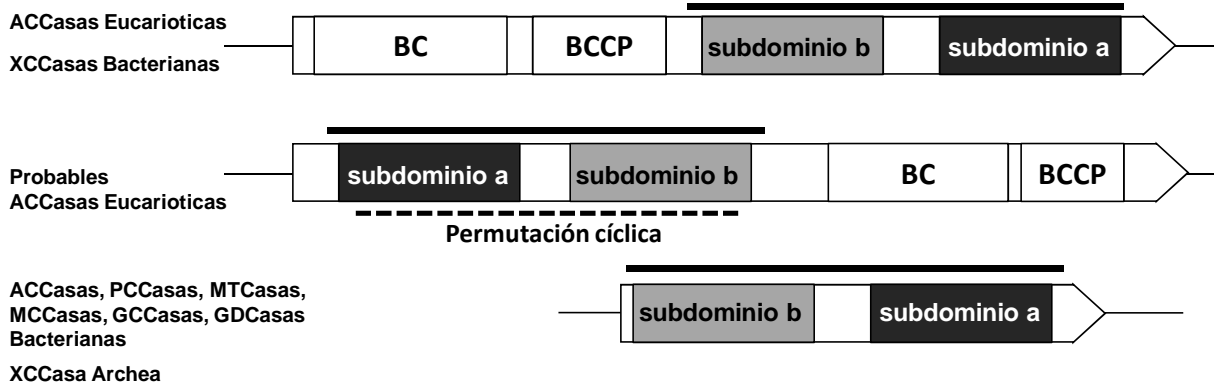 ACCasas Eucarioticas
XCCasas Bacterianas
BC
BCCP
subdominio b
subdominio a
Probables
ACCasas Eucarioticas
subdominio a
subdominio b
BC
BCCP
Permutación cíclica
ACCasas, PCCasas, MTCasas,
MCCasas, GCCasas, GDCasas
Bacterianas
XCCasa Archea
subdominio b
subdominio a